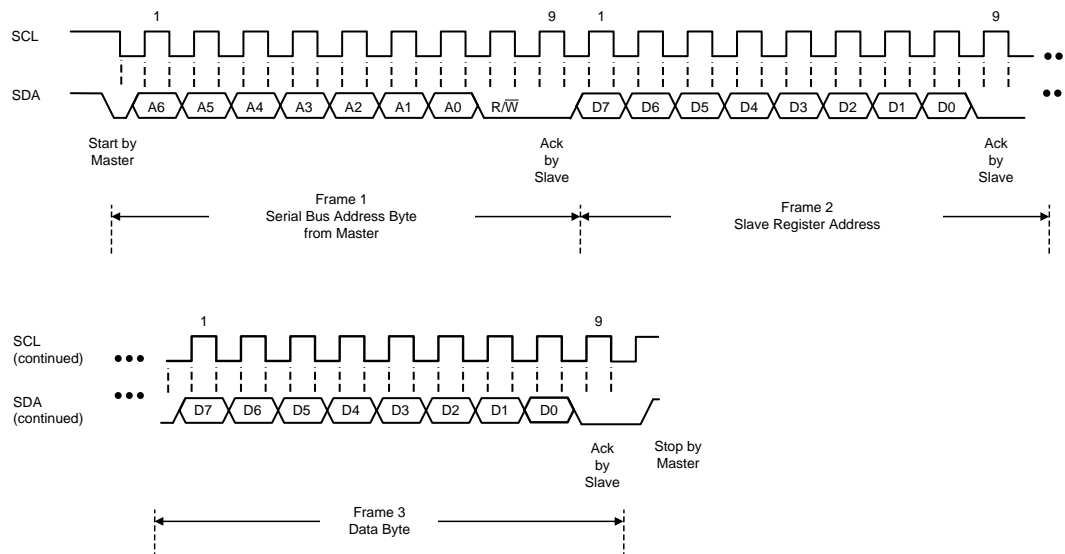 1 9 1 9
SCL
SDA A6 A5 A4 A3 A2 A1 A0 R/W̅ D7 D6 D5 D4 D3 D2 D1 D0
Start by
Master
Ack
by
Slave
Ack
by
Slave
Frame 1
Serial Bus Address Byte
from Master
Frame 2
Slave Register Address
1 9
SCL
(continued)
SDA
(continued)
D7 D6 D5 D4 D3 D2 D1 D0
Ack
by
Slave
Stop by
Master
Frame 3
Data Byte